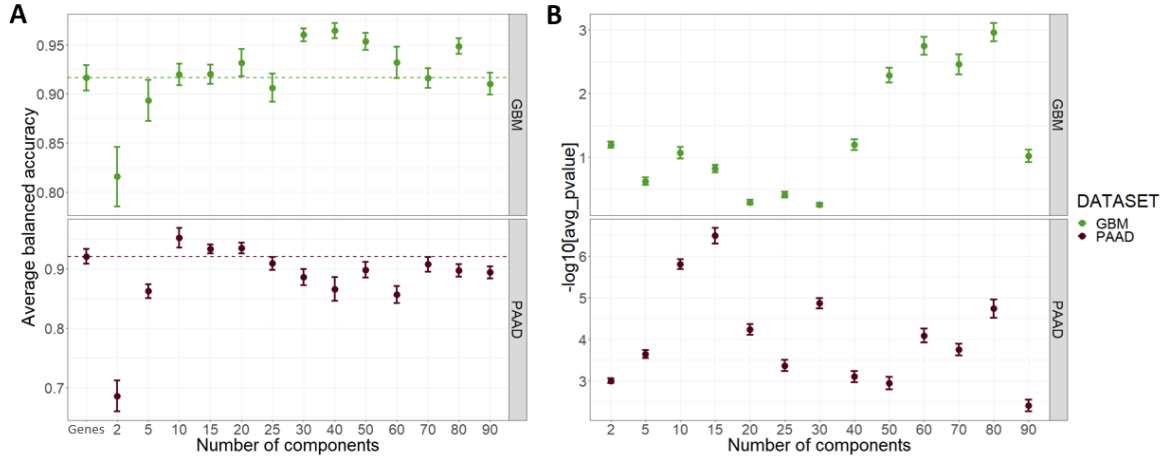 A
Average balanced accuracy
0.95
0.90
0.85
0.80
GBM
0.9
0.8
0.7
PAAD
Genes 2 5 10 15 20 25 30 40 50 60 70 80 90
Number of components
B
-log10[avg_pvalue]
3
2
1
GBM
6
5
4
3
PAAD
2 5 10 15 20 25 30 40 50 60 70 80 90
Number of components
DATASET
GBM
PAAD